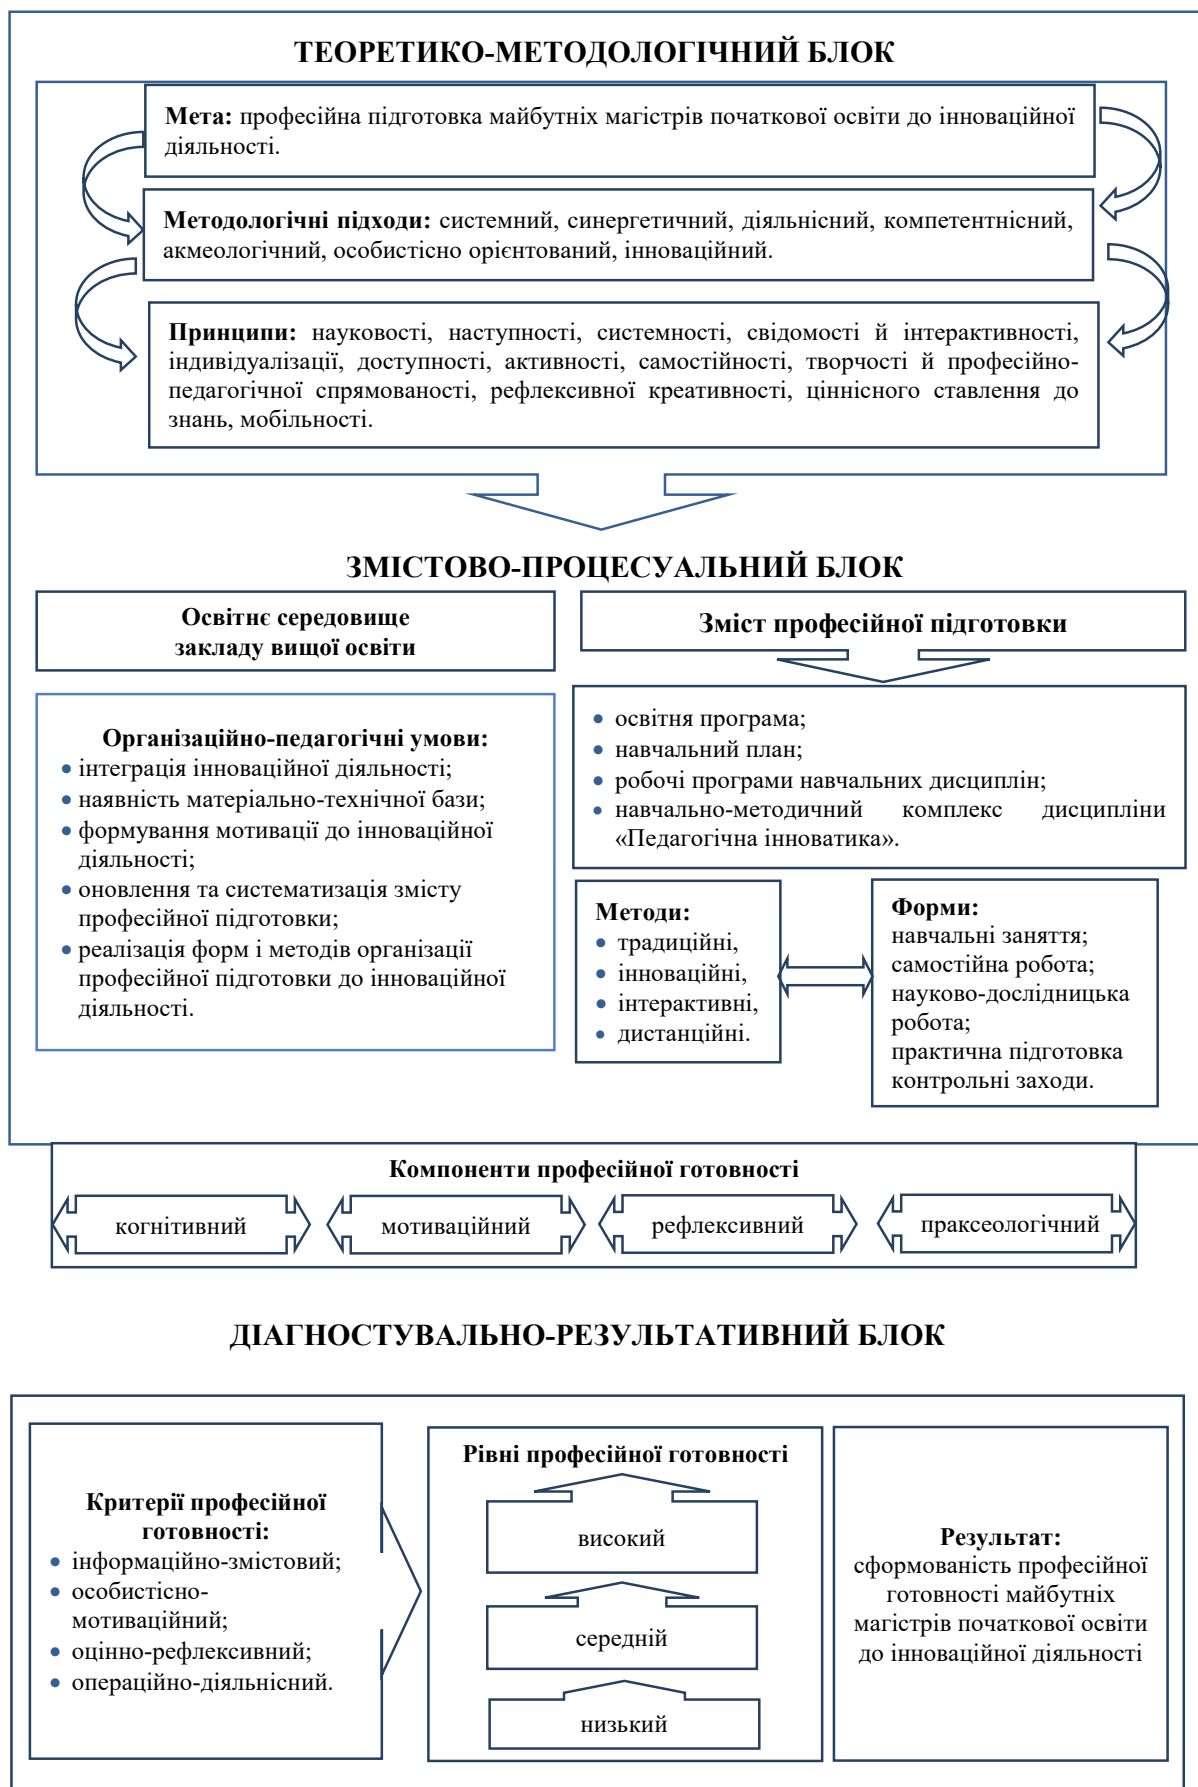 ТЕОРЕТИКО-МЕТОДОЛОГІЧНИЙ БЛОК
Мета: професійна підготовка майбутніх магістрів початкової освіти до інноваційної
діяльності.
Методологічні підходи: системний, синергетичний, діяльнісний, компетентнісний,
акмеологічний, особистісно орієнтований, інноваційний.
Принципи: науковості, наступності, системності, свідомості й інтерактивності,
індивідуалізації, доступності, активності, самостійності, творчості й професійно-
педагогічної спрямованості, рефлексивної креативності, ціннісного ставлення до
знань, мобільності.
ЗМІСТОВО-ПРОЦЕСУАЛЬНИЙ БЛОК
Освітнє середовище
закладу вищої освіти
Організаційно-педагогічні умови:
• інтеграція інноваційної діяльності;
• наявність матеріально-технічної бази;
• формування мотивації до інноваційної
діяльності;
• оновлення та систематизація змісту
професійної підготовки;
• реалізація форм і методів організації
професійної підготовки до інноваційної
діяльності.
Зміст професійної підготовки
• освітня програма;
• навчальний план;
• робочі програми навчальних дисциплін;
• навчально-методичний комплекс дисципліни
«Педагогічна інноватика».
Методи:
• традиційні,
• інноваційні,
• інтерактивні,
• дистанційні.
Форми:
навчальні заняття;
самостійна робота;
науково-дослідницька
робота;
практична підготовка
контрольні заходи.
Компоненти професійної готовності
когнітивний
мотиваційний
рефлексивний
праксеологічний
ДІАГНОСТУВАЛЬНО-РЕЗУЛЬТАТИВНИЙ БЛОК
Критерії професійної
готовності:
• інформаційно-змістовий;
• особистісно-
мотиваційний;
• оцінно-рефлексивний;
• операційно-діяльнісний.
Рівні професійної готовності
високий
середній
низький
Результат:
сформованість професійної
готовності майбутніх
магістрів початкової освіти
до інноваційної діяльності